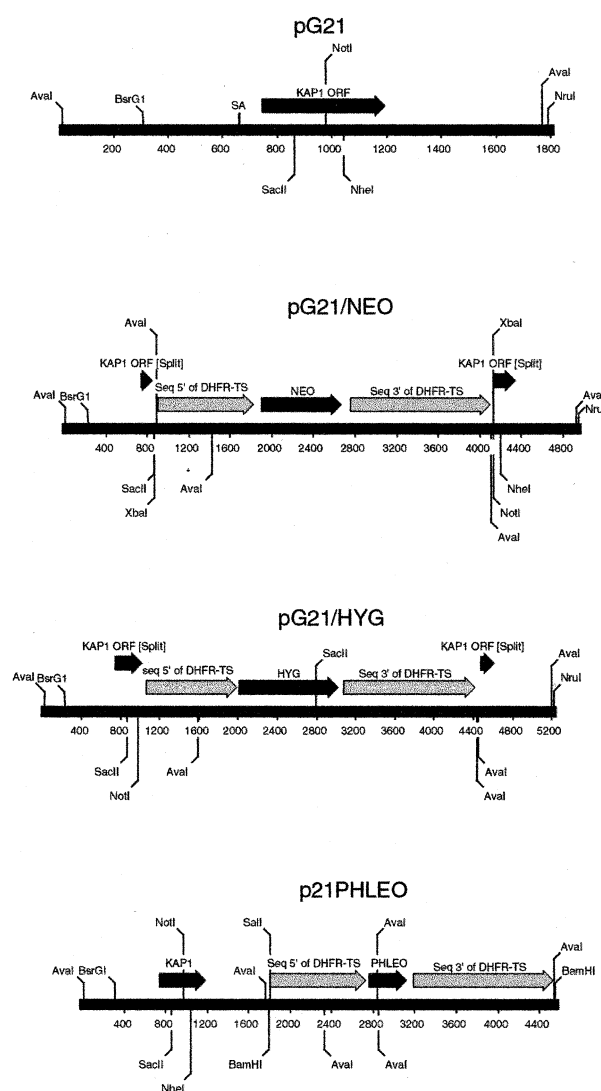 pG21
NotI
AvaI
BsrG1
SA
KAP1 ORF
AvaI
NruI
200 400 600 800 1000 1200 1400 1600 1800
SacII
NheI
pG21/NEO
AvaI
XbaI
KAP1 ORF [Split]
KAP1 ORF [Split]
AvaI
BsrG1
Seq 5' of DHFR-TS
NEO
Seq 3' of DHFR-TS
Ava
Nru
400 800 1200 1600 2000 2400 2800 3200 3600 4000 4400 4800
SacII
XbaI
AvaI
NheI
NotI
AvaI
pG21/HYG
KAP1 ORF [Split]
SacII
KAP1 ORF [Split]
AvaI
AvaI
BsrG1
seq 5' of DHFR-TS
HYG
Seq 3' of DHFR-TS
NruI
400 800 1200 1600 2000 2400 2800 3200 3600 4000 4400 4800 5200
SacII
NotI
AvaI
AvaI
AvaI
p21PHLEO
NotI
SalI
AvaI
AvaI
BsrGI
KAP1
AvaI
Seq 5' of DHFR-TS
PHLEO
Seq 3' of DHFR-TS
AvaI
BamHI
400 800 1200 1600 2000 2400 2800 3200 3600 4000 4400
SacII
NheI
BamHI
AvaI
AvaI